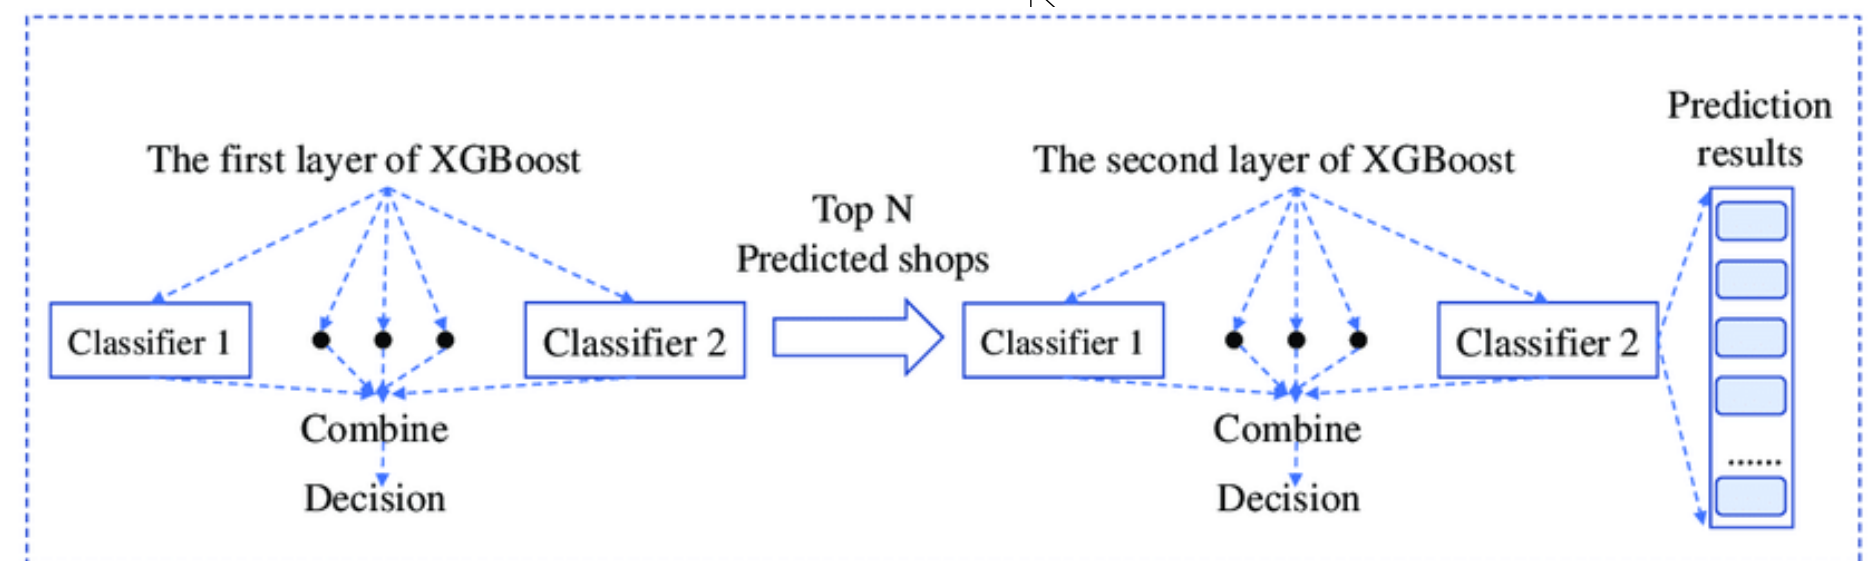 The first layer of XGBoost
Classifier 1
Classifier 2
Combine
Decision
Top N
Predicted shops
The second layer of XGBoost
Classifier 1
Classifier 2
Combine
Decision
Prediction
results
......